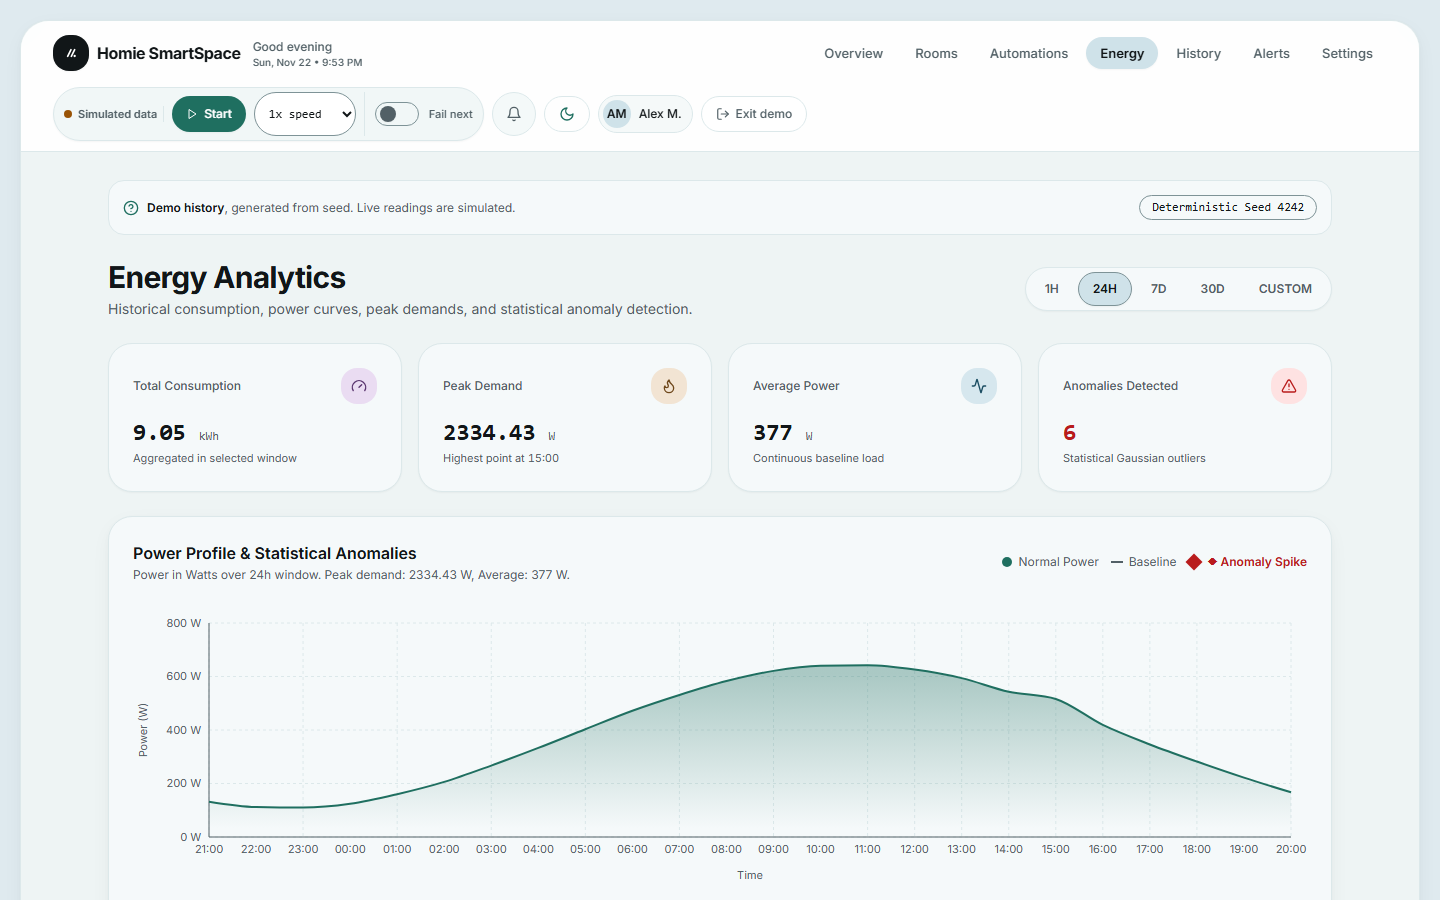 Homie SmartSpace
Good evening
Sun, Nov 22 • 9:53 PM
Overview
Rooms
Automations
Energy
History
Alerts
Settings
Simulated data
Start
1x speed
Fail next
AM
Alex M.
Exit demo
Demo history, generated from seed. Live readings are simulated.
Deterministic Seed 4242
Energy Analytics
Historical consumption, power curves, peak demands, and statistical anomaly detection.
1H
24H
7D
30D
CUSTOM
Total Consumption
9.05 kWh
Aggregated in selected window
Peak Demand
2334.43 W
Highest point at 15:00
Average Power
377 W
Continuous baseline load
Anomalies Detected
6
Statistical Gaussian outliers
Power Profile & Statistical Anomalies
Power in Watts over 24h window. Peak demand: 2334.43 W, Average: 377 W.
Normal Power
Baseline
Anomaly Spike
800 W
600 W
400 W
200 W
0 W
Power (W)
21:00 22:00 23:00 00:00 01:00 02:00 03:00 04:00 05:00 06:00 07:00 08:00 09:00 10:00 11:00 12:00 13:00 14:00 15:00 16:00 17:00 18:00 19:00 20:00
Time